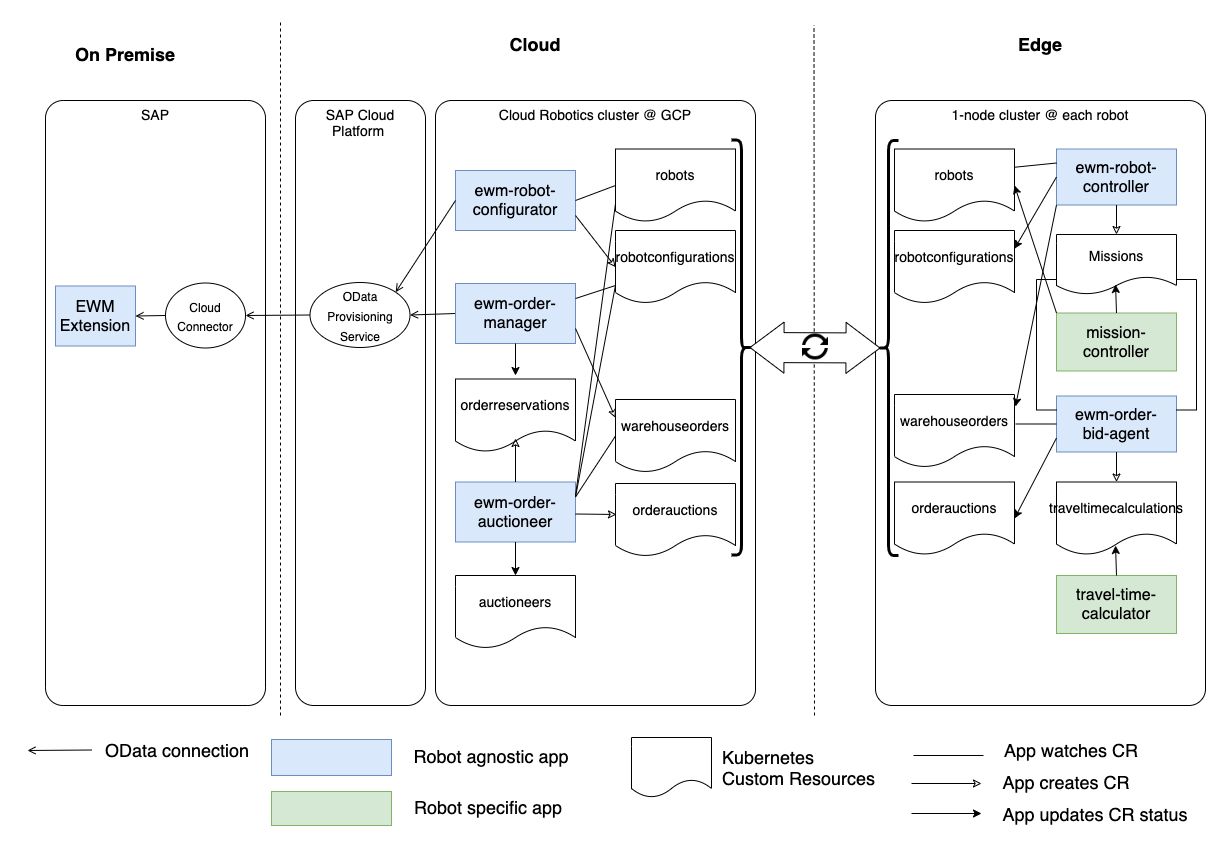 On Premise
Cloud
Edge
SAP
SAP Cloud
Platform
Cloud Robotics cluster @ GCP
1-node cluster @ each robot
EWM
Extension
Cloud
Connector
OData
Provisioning
Service
ewm-robot-
configurator
robots
robotconfigurations
ewm-order-
manager
orderreservations
warehouseorders
ewm-order-
auctioneer
orderauctions
auctioneers
robots
ewm-robot-
controller
robotconfigurations
Missions
mission-
controller
warehouseorders
ewm-order-
bid-agent
orderauctions
traveltimecalculations
travel-time-
calculator
OData connection
Robot agnostic app
Robot specific app
Kubernetes
Custom Resources
App watches CR
App creates CR
App updates CR status